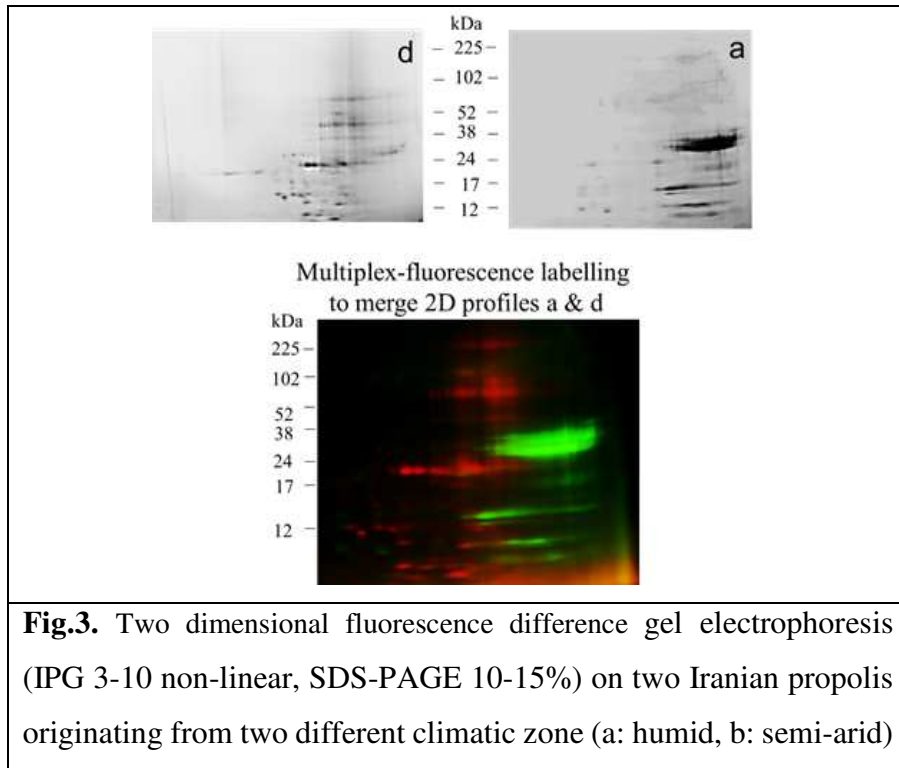 kDa
d
– 225 –
a
– 102 –
– 52 –
– 38 –
– 24 –
– 17 –
– 12 –
Multiplex-fluorescence labelling
to merge 2D profiles a & d
kDa
225 –
102 –
52 –
38 –
24 –
17 –
12 –
Fig.3. Two dimensional fluorescence difference gel electrophoresis
(IPG 3-10 non-linear, SDS-PAGE 10-15%) on two Iranian propolis
originating from two different climatic zone (a: humid, b: semi-arid)